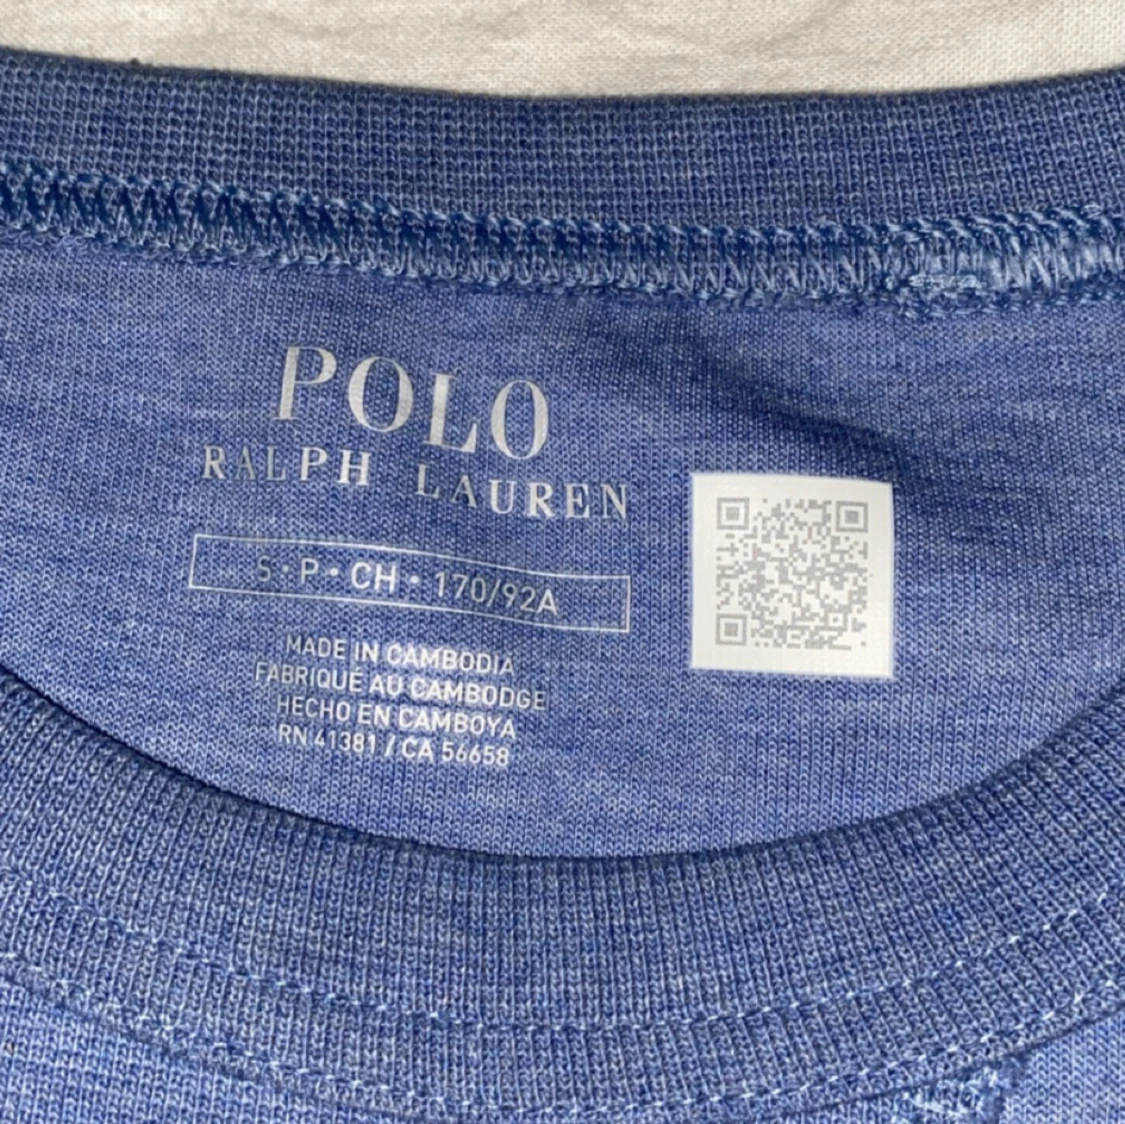 POLO
RALPH LAUREN
S • P • CH • 170/92A
MADE IN CAMBODIA
FABRIQUÉ AU CAMBODGE
HECHO EN CAMBOYA
RN 41381 / CA 56658